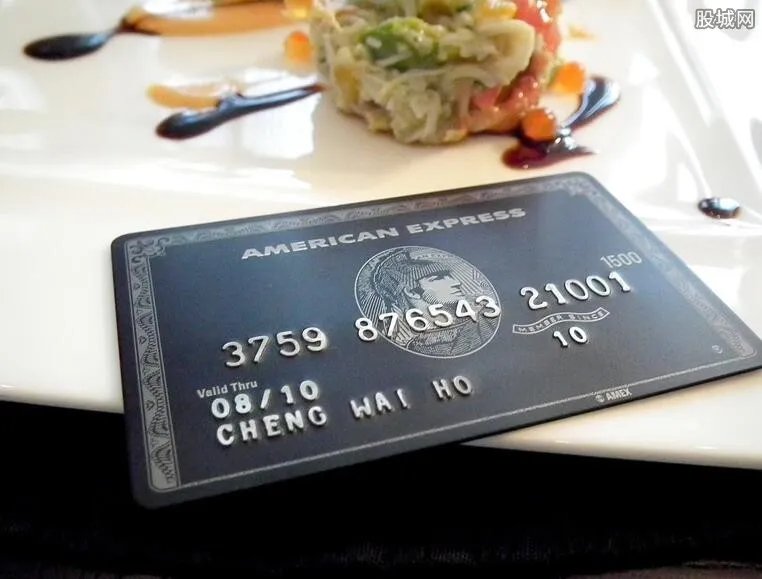 股城网
AMERICAN EXPRESS
1500
3759 876543 21001
MEMBER SINCE
10
Valid Thru
08/10
CHENG WAI HO
© AMEX